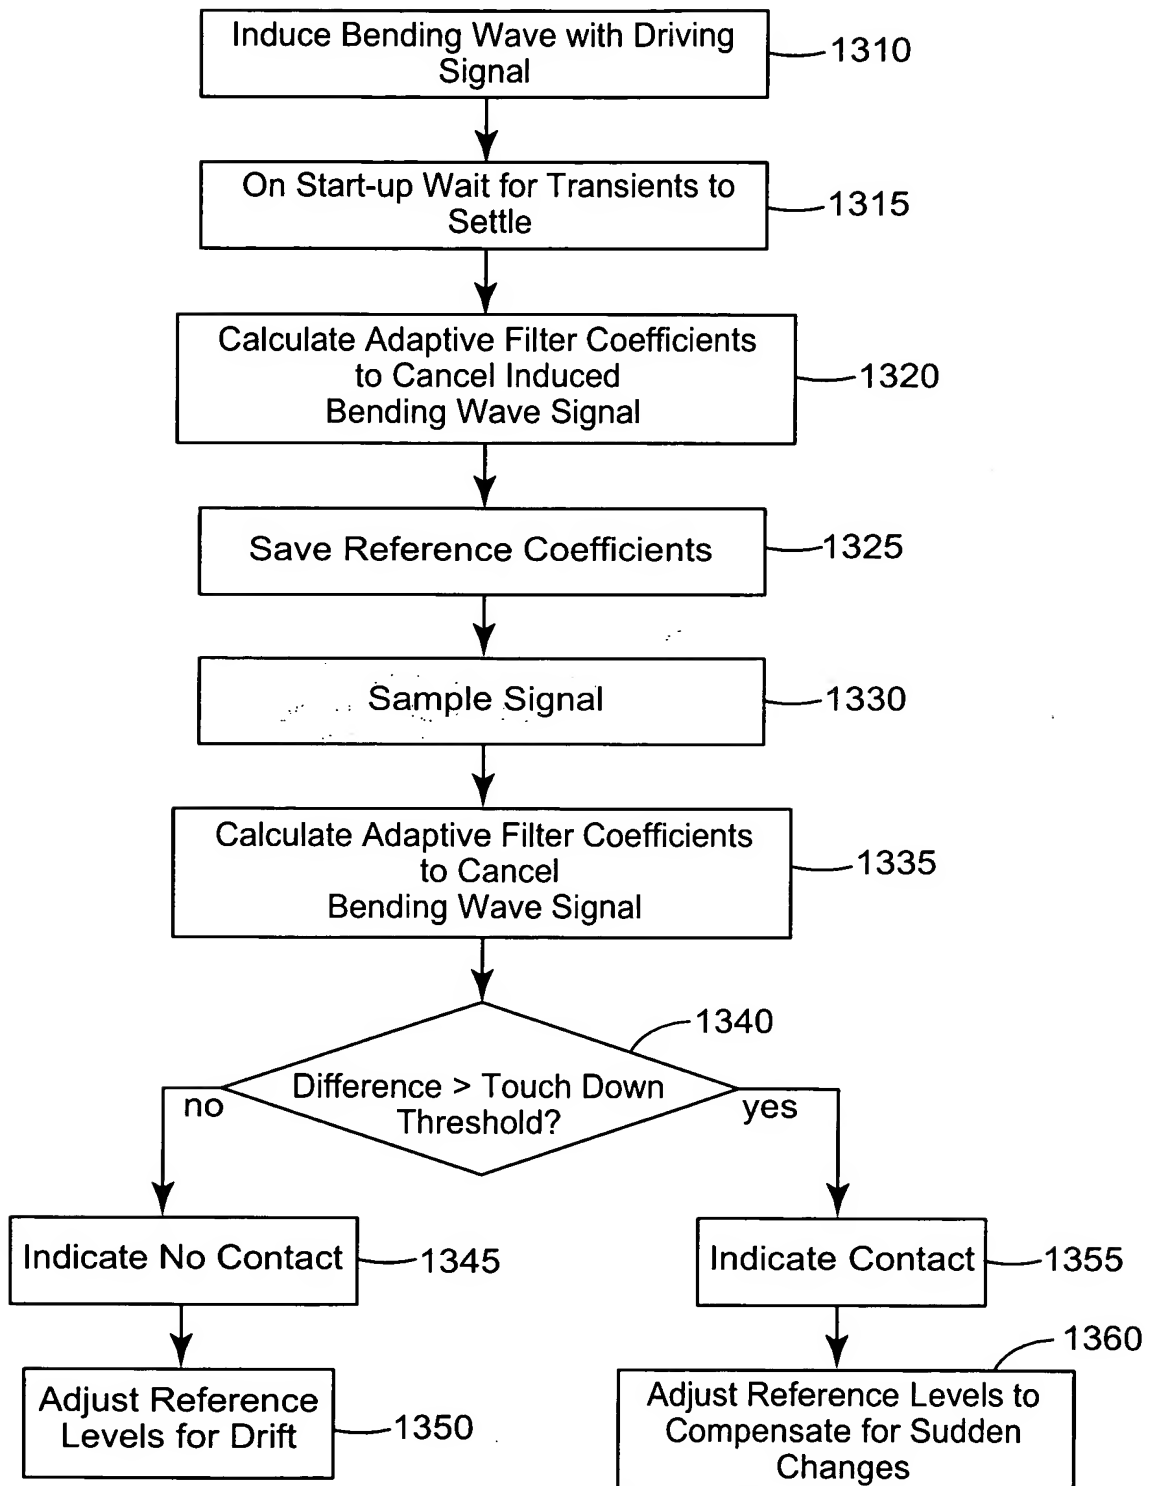 Induce Bending Wave with Driving
Signal
1310
On Start-up Wait for Transients to
Settle
1315
Calculate Adaptive Filter Coefficients
to Cancel Induced
Bending Wave Signal
1320
Save Reference Coefficients
1325
Sample Signal
1330
Calculate Adaptive Filter Coefficients
to Cancel
Bending Wave Signal
1335
1340
Difference > Touch Down
Threshold?
no
yes
Indicate No Contact
1345
Indicate Contact
1355
Adjust Reference
Levels for Drift
1350
1360
Adjust Reference Levels to
Compensate for Sudden
Changes